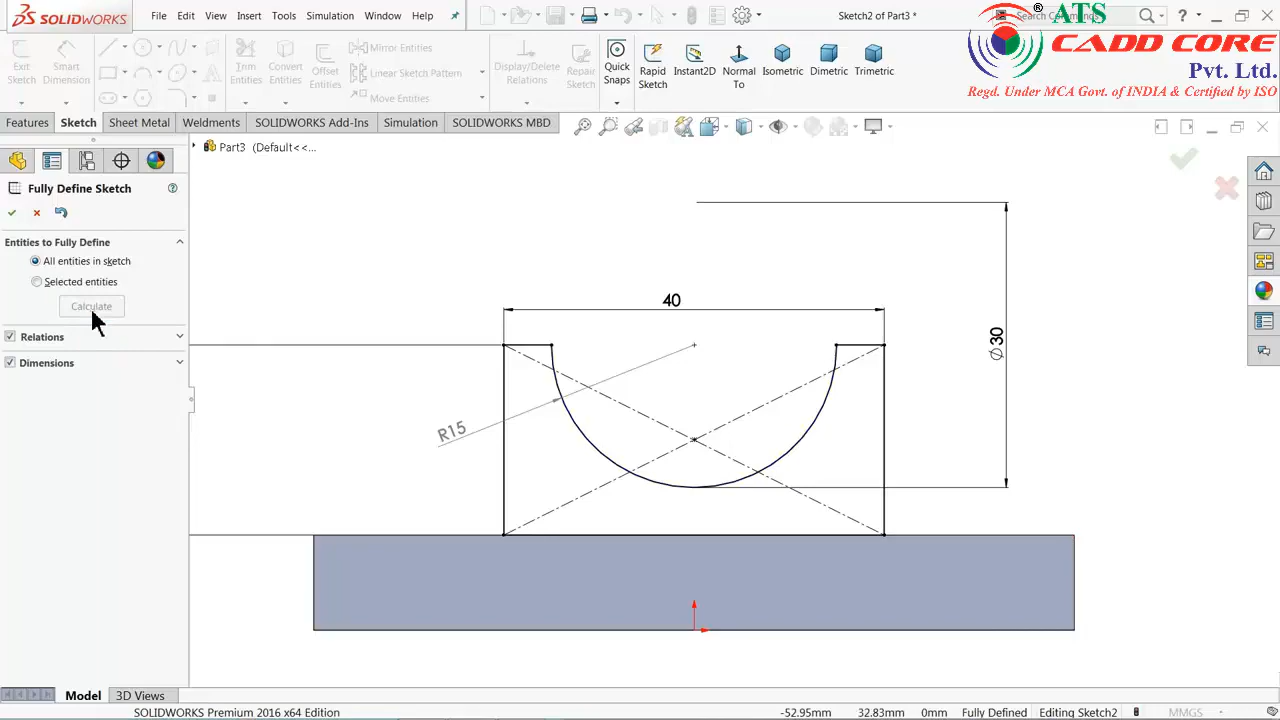 SOLIDWORKS File Edit View Insert Tools Simulation Window Help Sketch2 of Part3 * Search Commands ?
® ATS
CADD CORE
Pvt. Ltd.
Regd. Under MCA Govt. of INDIA & Certified by ISO
Exit Sketch
Smart Dimension
Trim Entities
Convert Entities
Offset Entities
Mirror Entities
Linear Sketch Pattern
Move Entities
Display/Delete Relations
Repair Sketch
Quick Snaps
Rapid Sketch
Instant2D
Normal To
Isometric
Dimetric
Trimetric
Features Sketch Sheet Metal Weldments SOLIDWORKS Add-Ins Simulation SOLIDWORKS MBD
Part3 (Default<<...
Fully Define Sketch ?
Entities to Fully Define
All entities in sketch
Selected entities
Calculate
Relations
Dimensions
40
∅30
R15
Model 3D Views
SOLIDWORKS Premium 2016 x64 Edition -52.95mm 32.83mm 0mm Fully Defined Editing Sketch2 MMGS